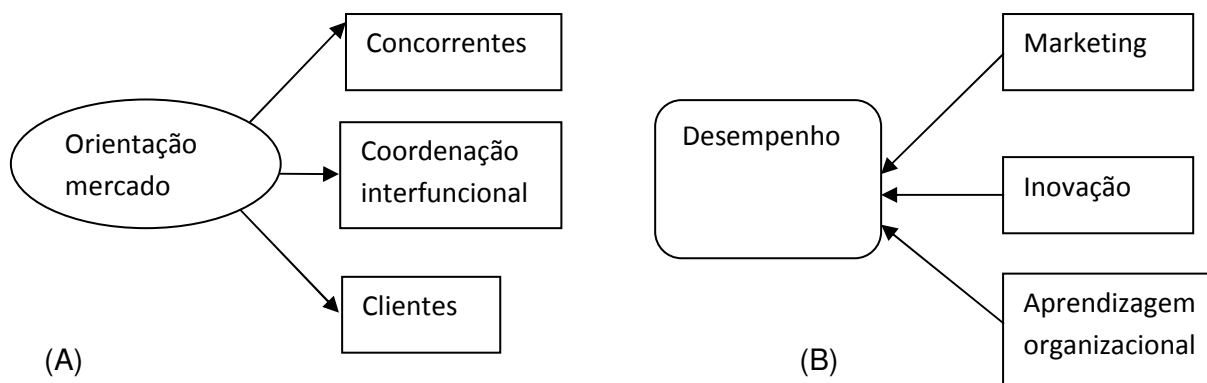 Concorrentes
Orientação
mercado
Coordenação
interfuncional
Clientes
(A)
Marketing
Desempenho
Inovação
Aprendizagem
organizacional
(B)